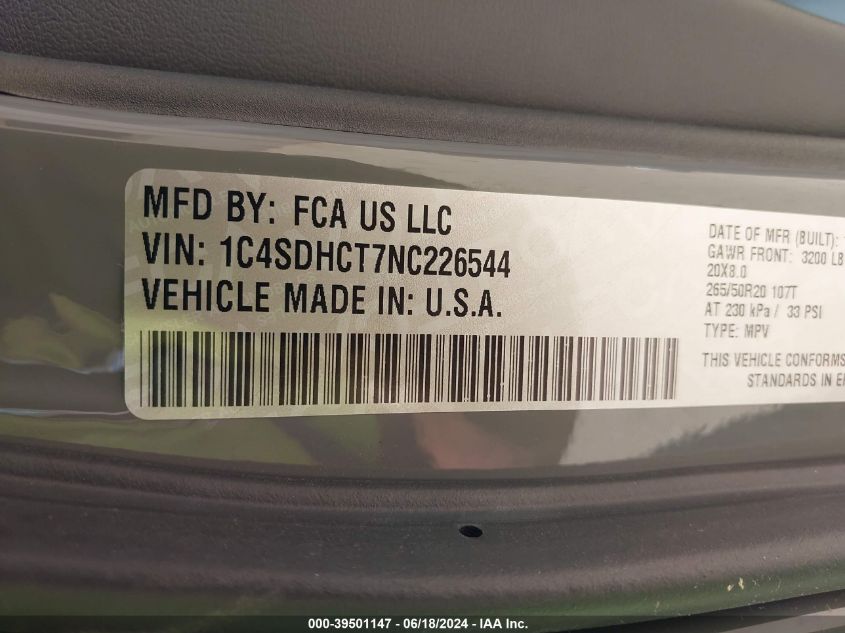 MFD BY: FCA US LLC
VIN: 1C4SDHCT7NC226544
VEHICLE MADE IN: U.S.A.
DATE OF MFR (BUILT):
GAWR FRONT: 3200 LB
20X8.0
265/50R20 107T
AT 230 kPa / 33 PSI
TYPE: MPV
THIS VEHICLE CONFORMS
STANDARDS IN
000-39501147 - 06/18/2024 - IAA Inc.